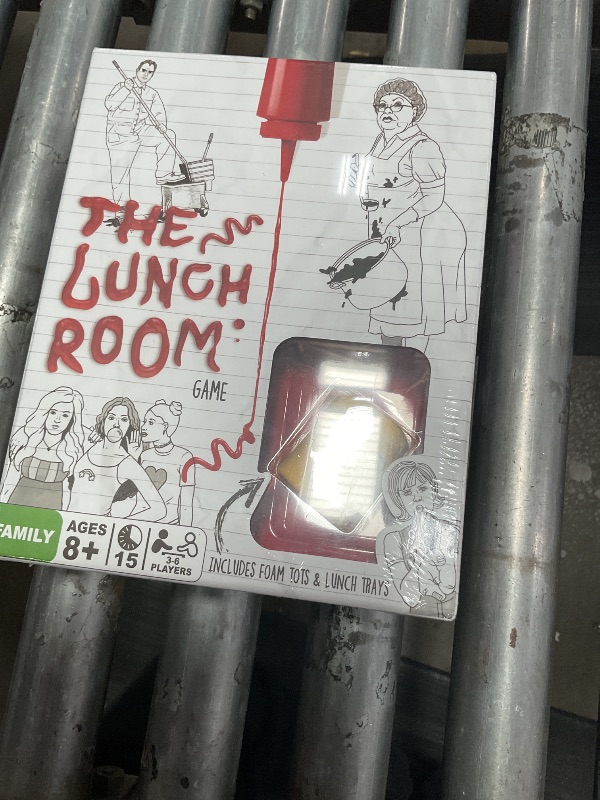 THE
LUNCH
ROOM
GAME
FAMILY
AGES
8+
15
3-6
PLAYERS
INCLUDES FOAM TOTS & LUNCH TRAYS